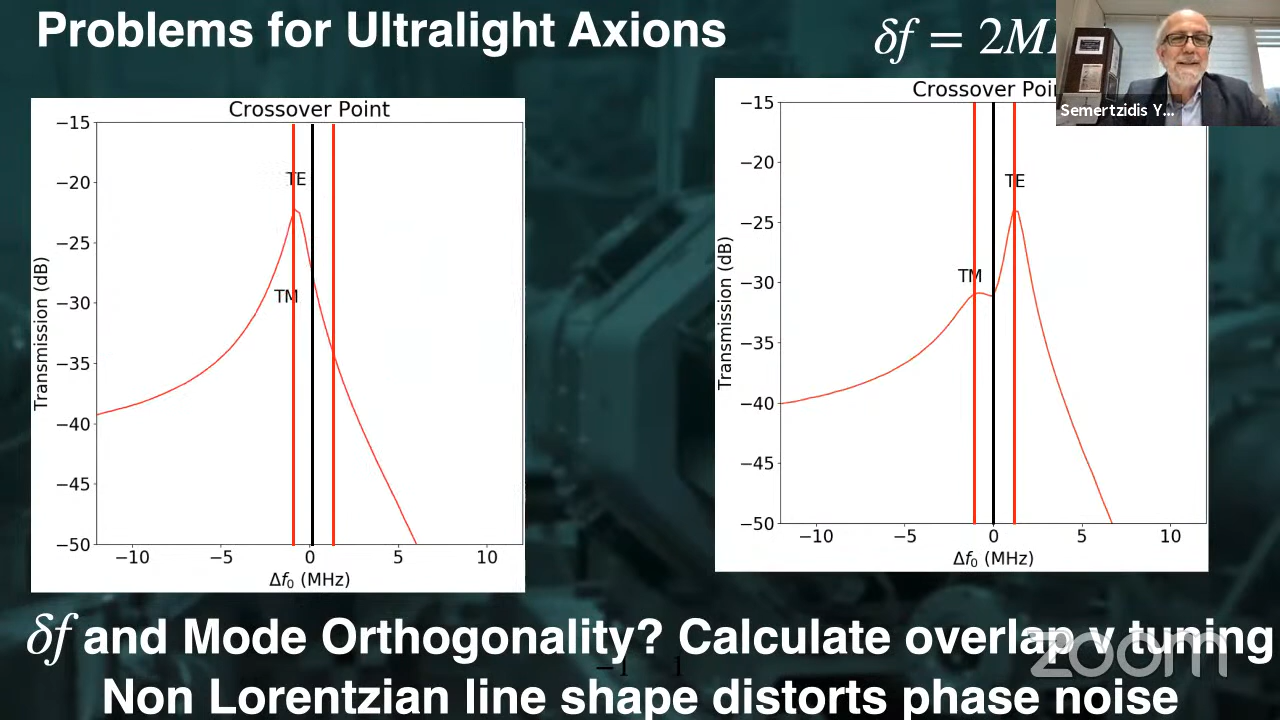 Problems for Ultralight Axions
δf = 2M
Semertzidis Y...
Crossover Point
−15
−20
−25
−30
−35
−40
−45
−50
Transmission (dB)
TE
TM
−10 −5 0 5 10
Δf₀ (MHz)
Crossover Poi
−15
−20
−25
−30
−35
−40
−45
−50
Transmission (dB)
TE
TM
−10 −5 0 5 10
Δf₀ (MHz)
δf and Mode Orthogonality? Calculate overlap v tuning
−1 1
zoom
Non Lorentzian line shape distorts phase noise